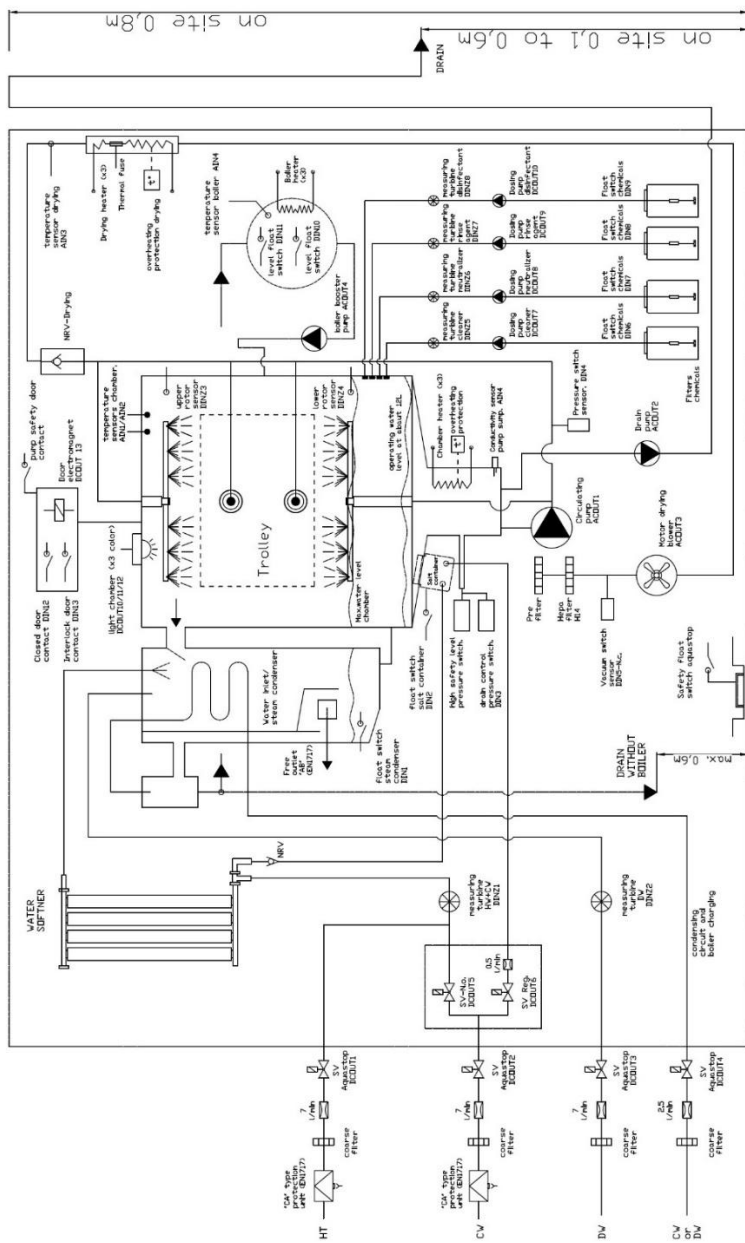 on site 0,8m
on site 0,1 to 0,6m
DRAIN
temperature
sensor drying
AIN3
Drying heater (x3)
Thermal fuse
t°
overheating
protection drying
NRV-Drying
temperature
sensor boiler AIN4
Boiler
heater (x3)
level float
switch DIN11
level float
switch DIN10
boiler booster
pump ACOUT4
measuring
turbine
disinfectant
DINZ8
measuring
turbine
rinse
agent
DINZ7
measuring
turbine
neutralizer
DINZ6
measuring
turbine
cleaner
DINZ5
Dosing
pump
disinfectant
DCOUT10
Dosing
pump
rinse
agent
DCOUT9
Dosing
pump
neutralizer
DCOUT8
Dosing
pump
cleaner
DCOUT7
Float
switch
chemicals
DIN9
Float
switch
chemicals
DIN8
Float
switch
chemicals
DIN7
Float
switch
chemicals
DIN6
Filters
chemicals
pump safety door
contact
Door
electromagnet
DCOUT 13
Closed door
contact DIN12
Interlock door
contact DIN13
light chamber (x3 color)
DCOUT10/11/12
temperature
sensors chamber.
AIN1/AIN2
upper
rotor
sensor
DINZ3
lower
rotor
sensor
DINZ4
Trolley
operating water
level at about 12L
Max.water level
chamber
Chamber heater (x3)
t°
overheating
protection
Conductivity sensor
pump sump. AIN4
Pressure switch
sensor. DIN4
Drain
pump
ACOUT2
Circulating
pump
ACOUT1
Salt
container
float switch
salt container
DIN2
high safety level
pressure switch.
drain control
pressure switch.
DIN3
Pre
filter
Hepa
filter
H14
Motor drying
blower
ACOUT3
Vacuum switch
sensor
DIN5-N.c.
Safety float
switch aquastop
Water inlet/
steam condenser
Free
outlet
"AB"
(EN1717)
float switch
steam
condenser
DIN1
DRAIN
WITHOUT
BOILER
max. 0,6m
WATER
SOFTNER
NRV
measuring
turbine
HW+CW
DINZ1
measuring
turbine
DW
DINZ2
condensing
circuit and
boiler charging
SV-N.o.
DCOUT5
0,5
l/min
SV Reg.
DCOUT6
SV
Aquastop
DCOUT1
SV
Aquastop
DCOUT2
SV
Aquastop
DCOUT3
SV
Aquastop
DCOUT4
7
l/min
7
l/min
7
l/min
2,5
l/min
coarse
filter
coarse
filter
coarse
filter
coarse
filter
"CA" type
protection
unit (EN1717)
"CA" type
protection
unit (EN1717)
HT
CW
DW
CW
or
DW